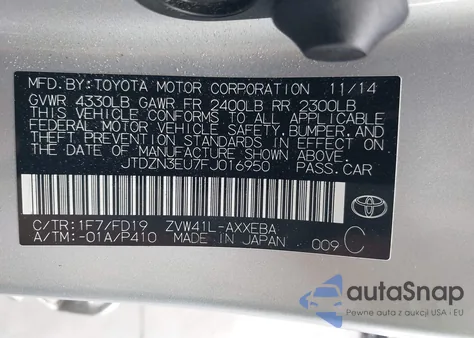 MFD.BY:TOYOTA MOTOR CORPORATION 11/14
GVWR 4330LB GAWR FR 2400LB RR 2300LB
THIS VEHICLE CONFORMS TO ALL APPLICABLE
FEDERAL MOTOR VEHICLE SAFETY, BUMPER, AND
THEFT PREVENTION STANDARDS IN EFFECT ON
THE DATE OF MANUFACTURE SHOWN ABOVE.
JTDZN3EU7FJ016950 PASS.CAR
C/TR:1F7/FD19 ZVW41L-AXXEBA
A/TM:-01A/P410 MADE IN JAPAN 009 C
TOYOTA
autoSnap
Pewne auta z aukcji USA i EU